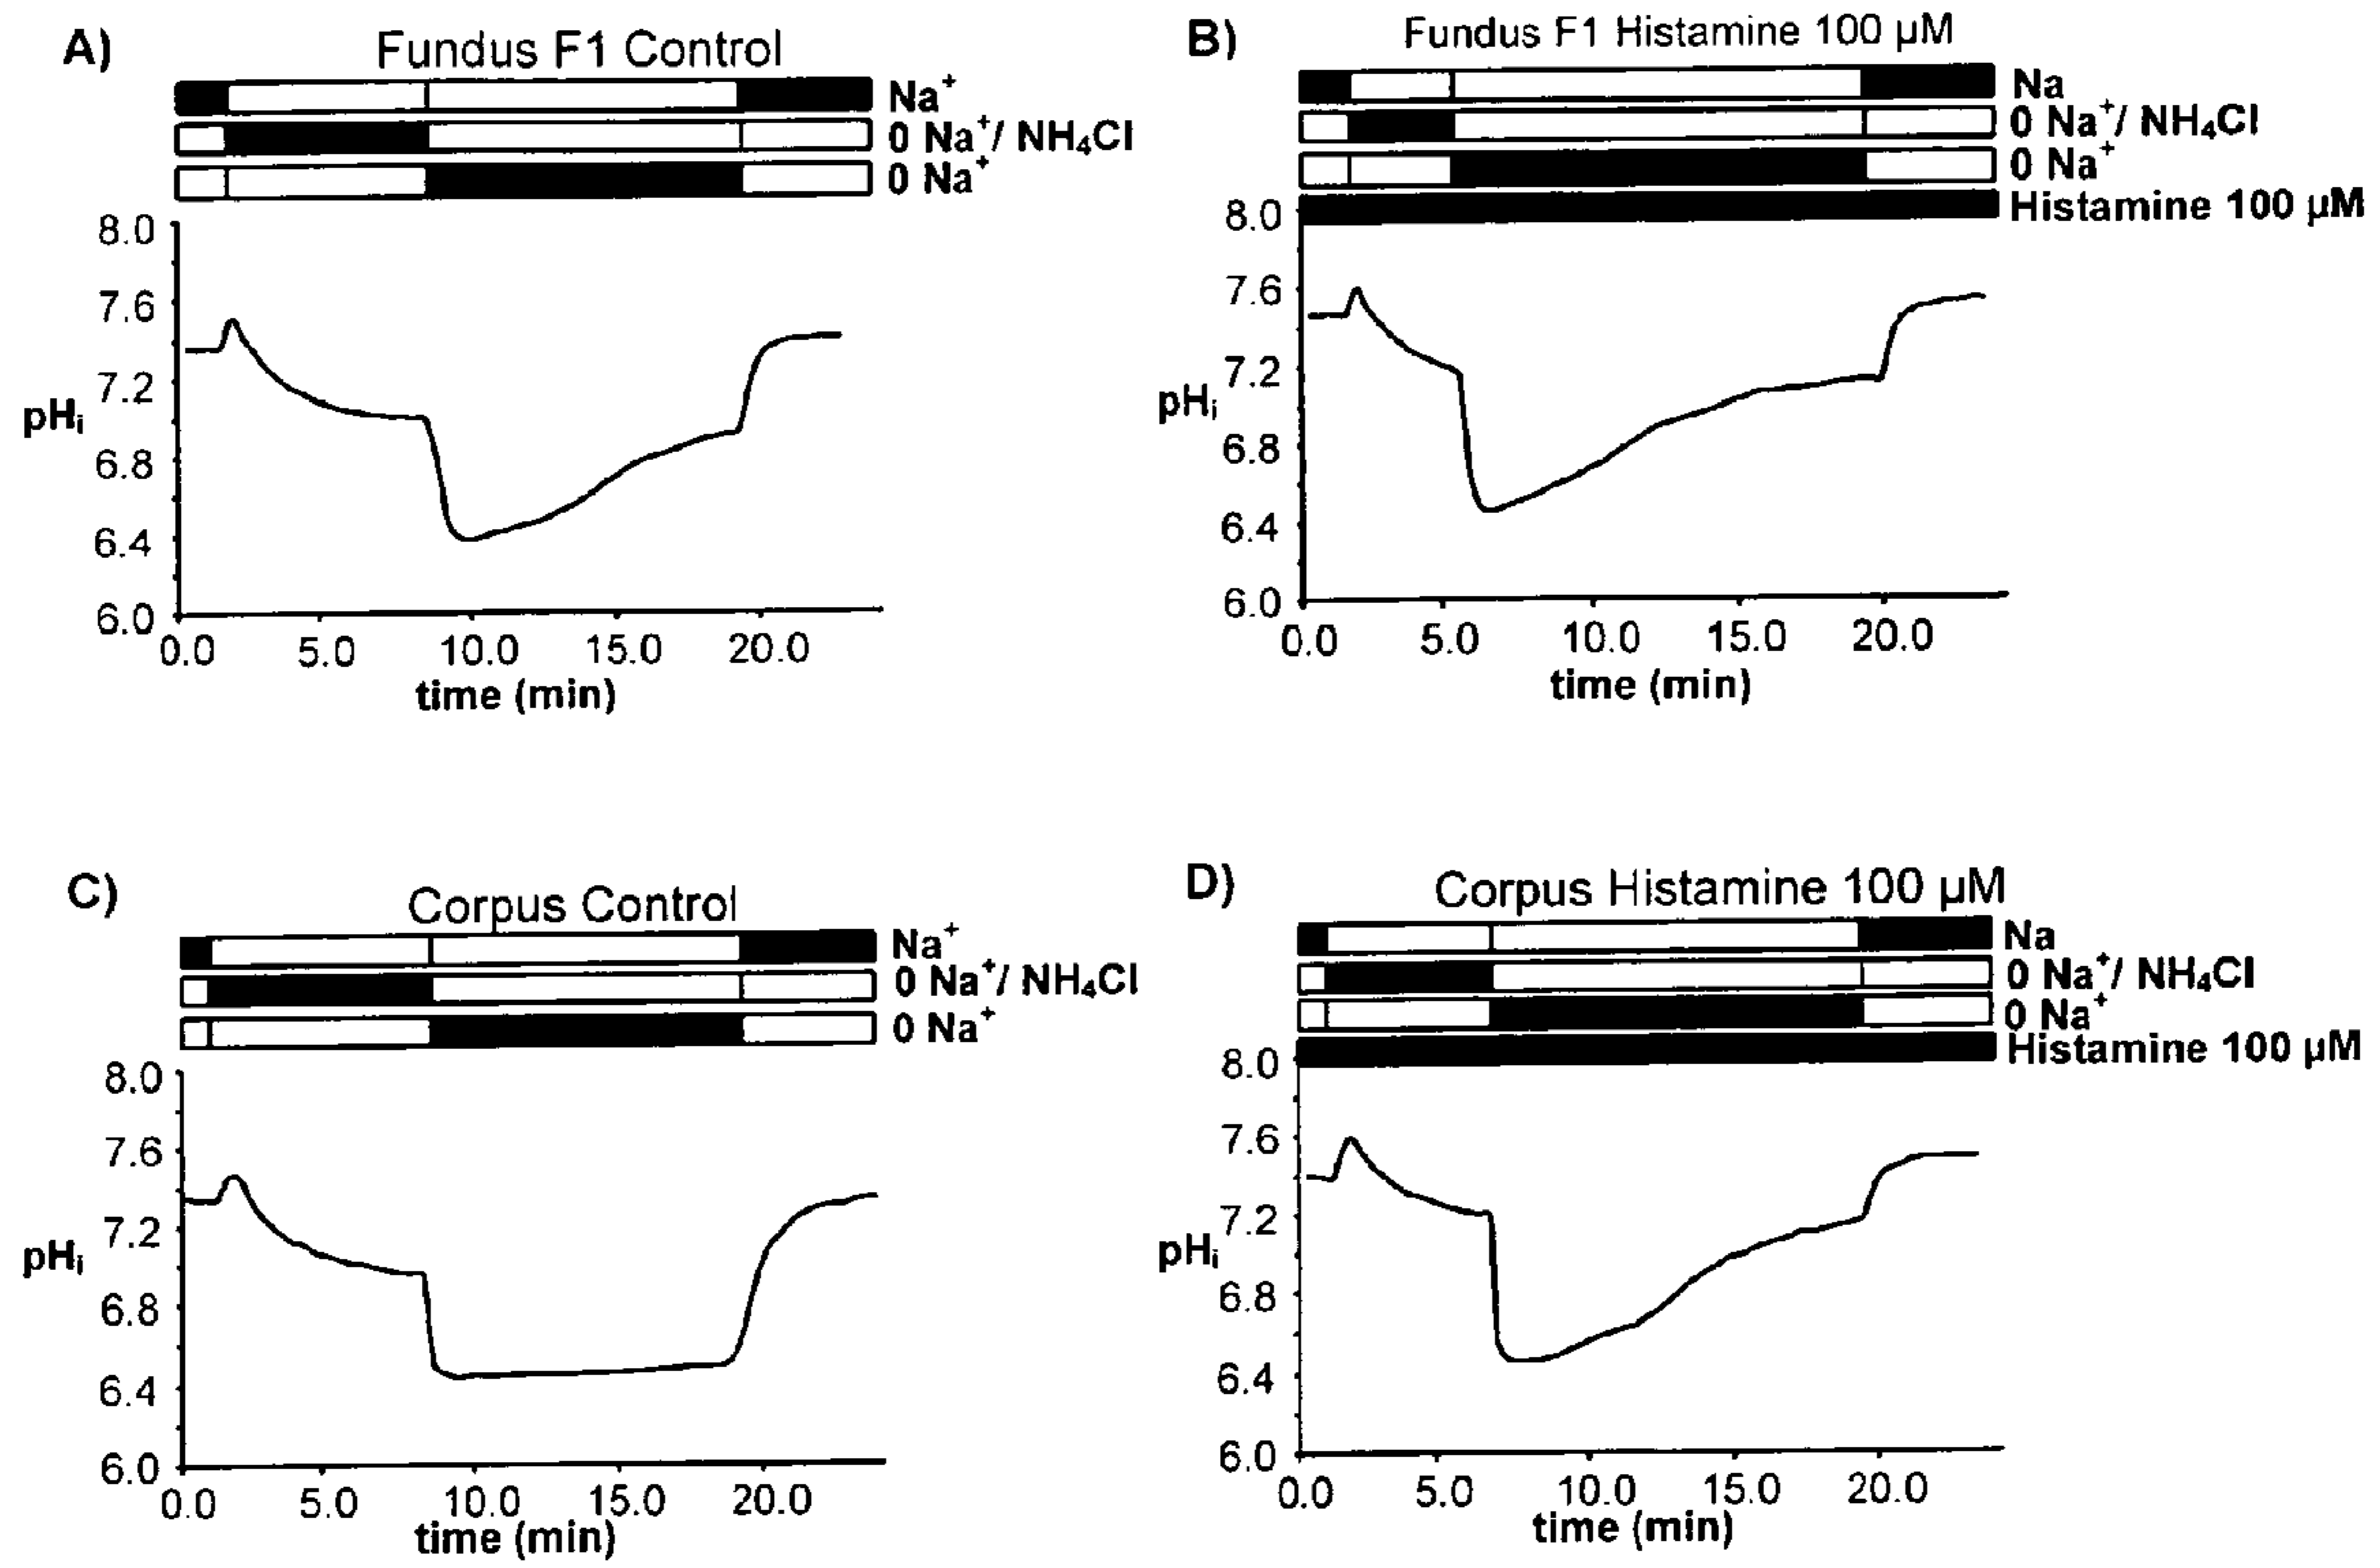 A)
Fundus F1 Control
Na⁺
0 Na⁺/ NH₄Cl
0 Na⁺
8.0
7.6
7.2
pHᵢ
6.8
6.4
6.0
0.0 5.0 10.0 15.0 20.0
time (min)
B)
Fundus F1 Histamine 100 µM
Na
0 Na⁺/ NH₄Cl
0 Na⁺
Histamine 100 µM
8.0
7.6
7.2
pHᵢ
6.8
6.4
6.0
0.0 5.0 10.0 15.0 20.0
time (min)
C)
Corpus Control
Na⁺
0 Na⁺/ NH₄Cl
0 Na⁺
8.0
7.6
7.2
pHᵢ
6.8
6.4
6.0
0.0 5.0 10.0 15.0 20.0
time (min)
D)
Corpus Histamine 100 µM
Na
0 Na⁺/ NH₄Cl
0 Na⁺
Histamine 100 µM
8.0
7.6
7.2
pHᵢ
6.8
6.4
6.0
0.0 5.0 10.0 15.0 20.0
time (min)